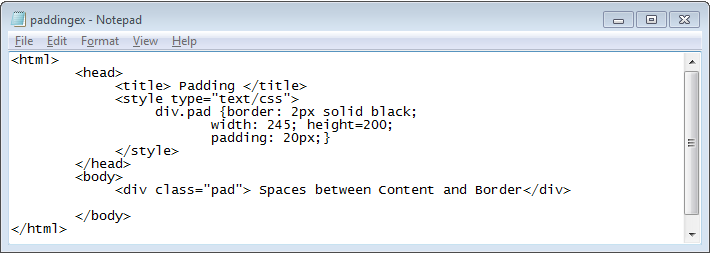 paddingex - Notepad
File Edit Format View Help
<html>
<head>
<title> Padding </title>
<style type="text/css">
div.pad {border: 2px solid black;
width: 245; height=200;
padding: 20px;}
</style>
</head>
<body>
<div class="pad"> Spaces between Content and Border</div>
</body>
</html>